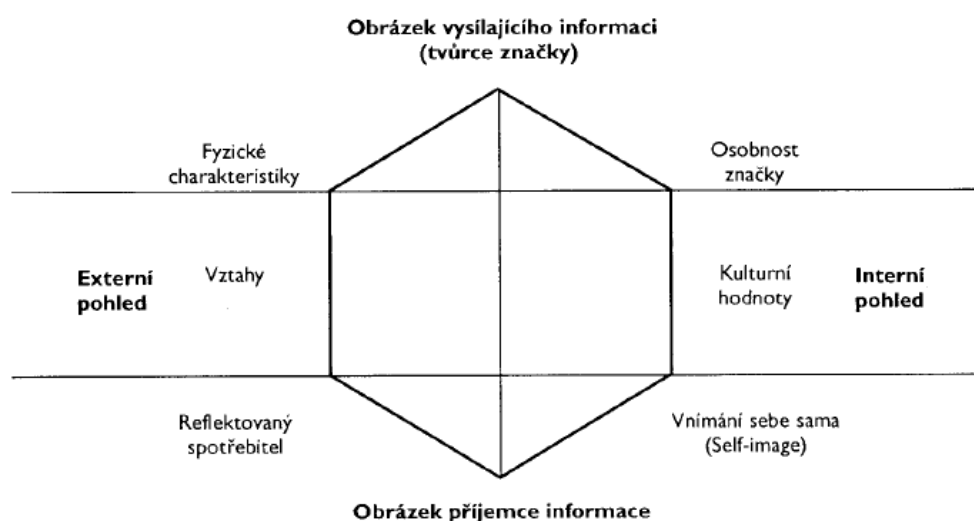 Obrázek vysílajícího informaci
(tvůrce značky)
Fyzické
charakteristiky
Osobnost
značky
Externí
pohled
Vztahy
Kulturní
hodnoty
Interní
pohled
Reflektovaný
spotřebitel
Vnímání sebe sama
(Self-image)
Obrázek příjemce informace